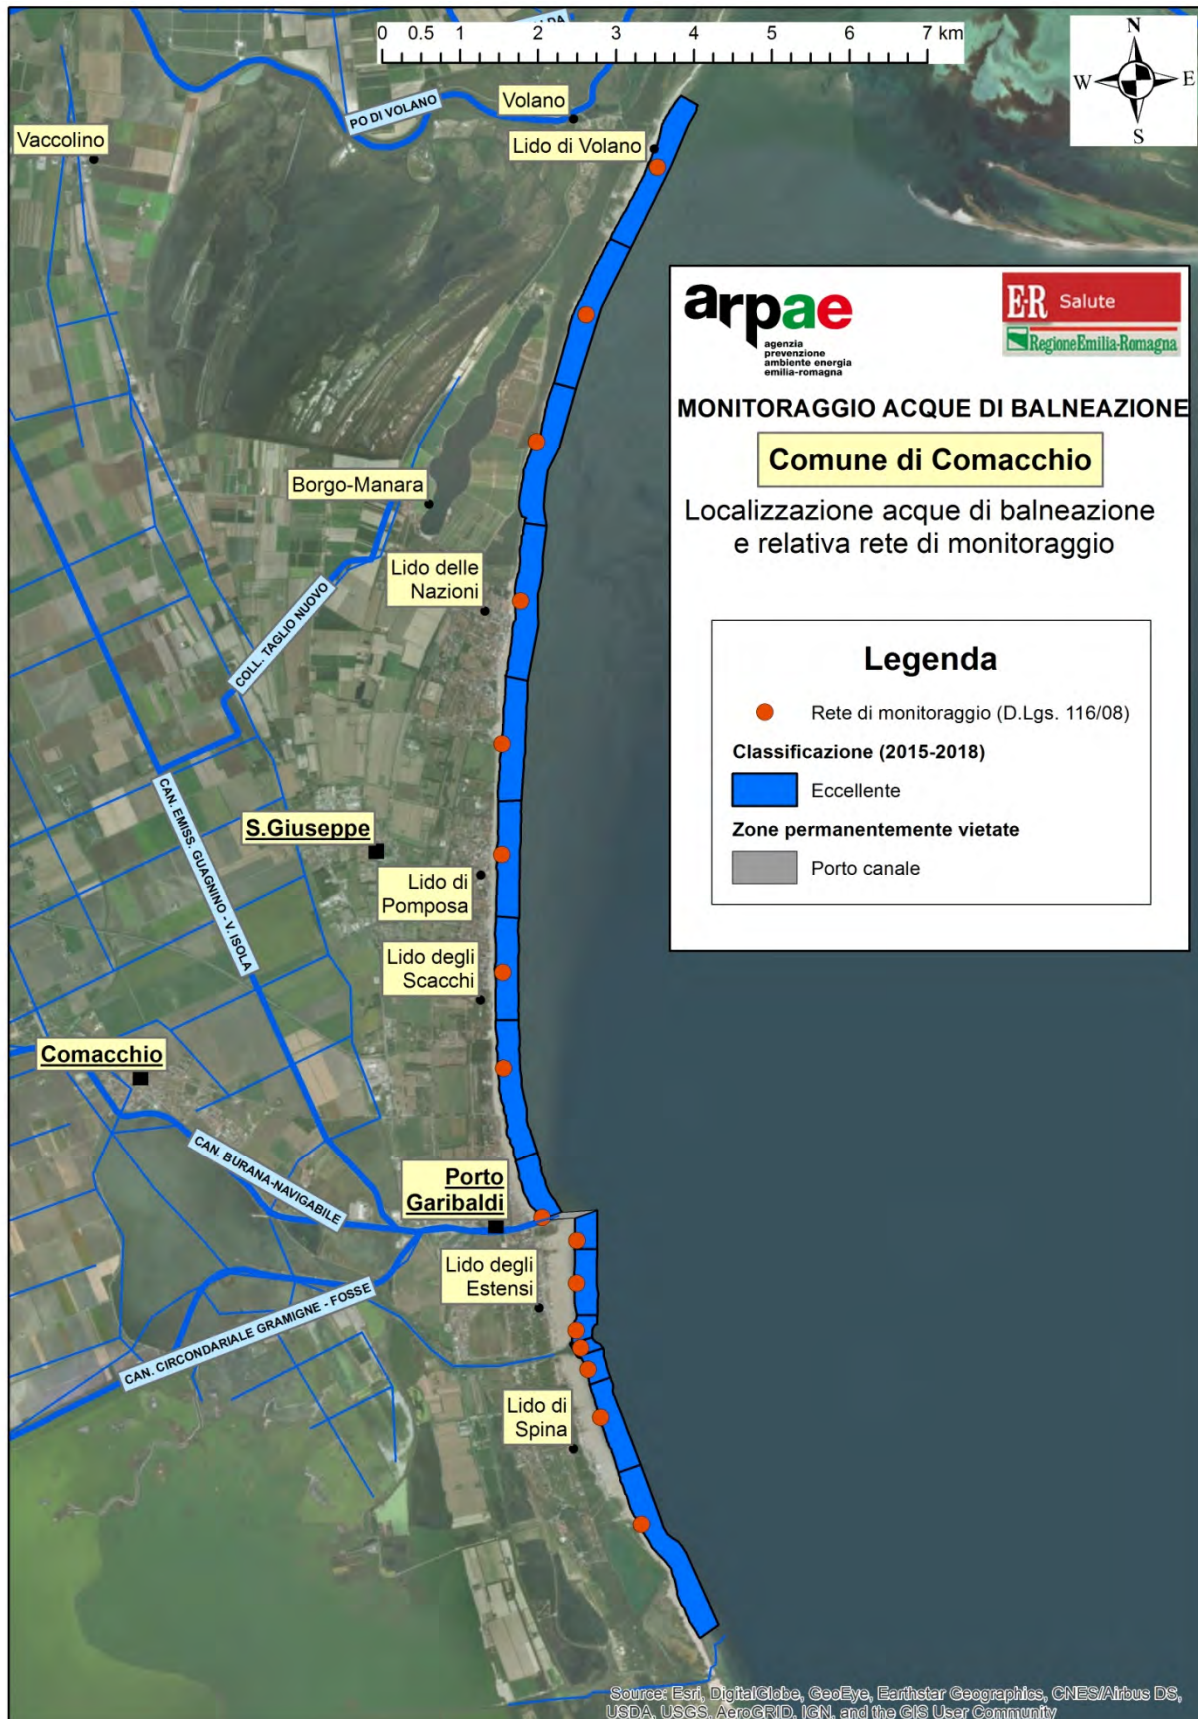 0 0.5 1 2 3 4 5 6 7 km
N
W E
S
PO DI VOLANO
Volano
Vaccolino
Lido di Volano
arpae
agenzia
prevenzione
ambiente energia
emilia-romagna
E-R Salute
RegioneEmilia-Romagna
MONITORAGGIO ACQUE DI BALNEAZIONE
Comune di Comacchio
Localizzazione acque di balneazione
e relativa rete di monitoraggio
Legenda
Rete di monitoraggio (D.Lgs. 116/08)
Classificazione (2015-2018)
Eccellente
Zone permanentemente vietate
Porto canale
Borgo-Manara
Lido delle
Nazioni
COLL. TAGLIO NUOVO
CAN. EMISS. GUAGNINO - V. ISOLA
S.Giuseppe
Lido di
Pomposa
Lido degli
Scacchi
Comacchio
CAN. BURANA-NAVIGABILE
Porto
Garibaldi
Lido degli
Estensi
CAN. CIRCONDARIALE GRAMIGNE - FOSSE
Lido di
Spina
Source: Esri, DigitalGlobe, GeoEye, Earthstar Geographics, CNES/Airbus DS,
USDA, USGS, AeroGRID, IGN, and the GIS User Community